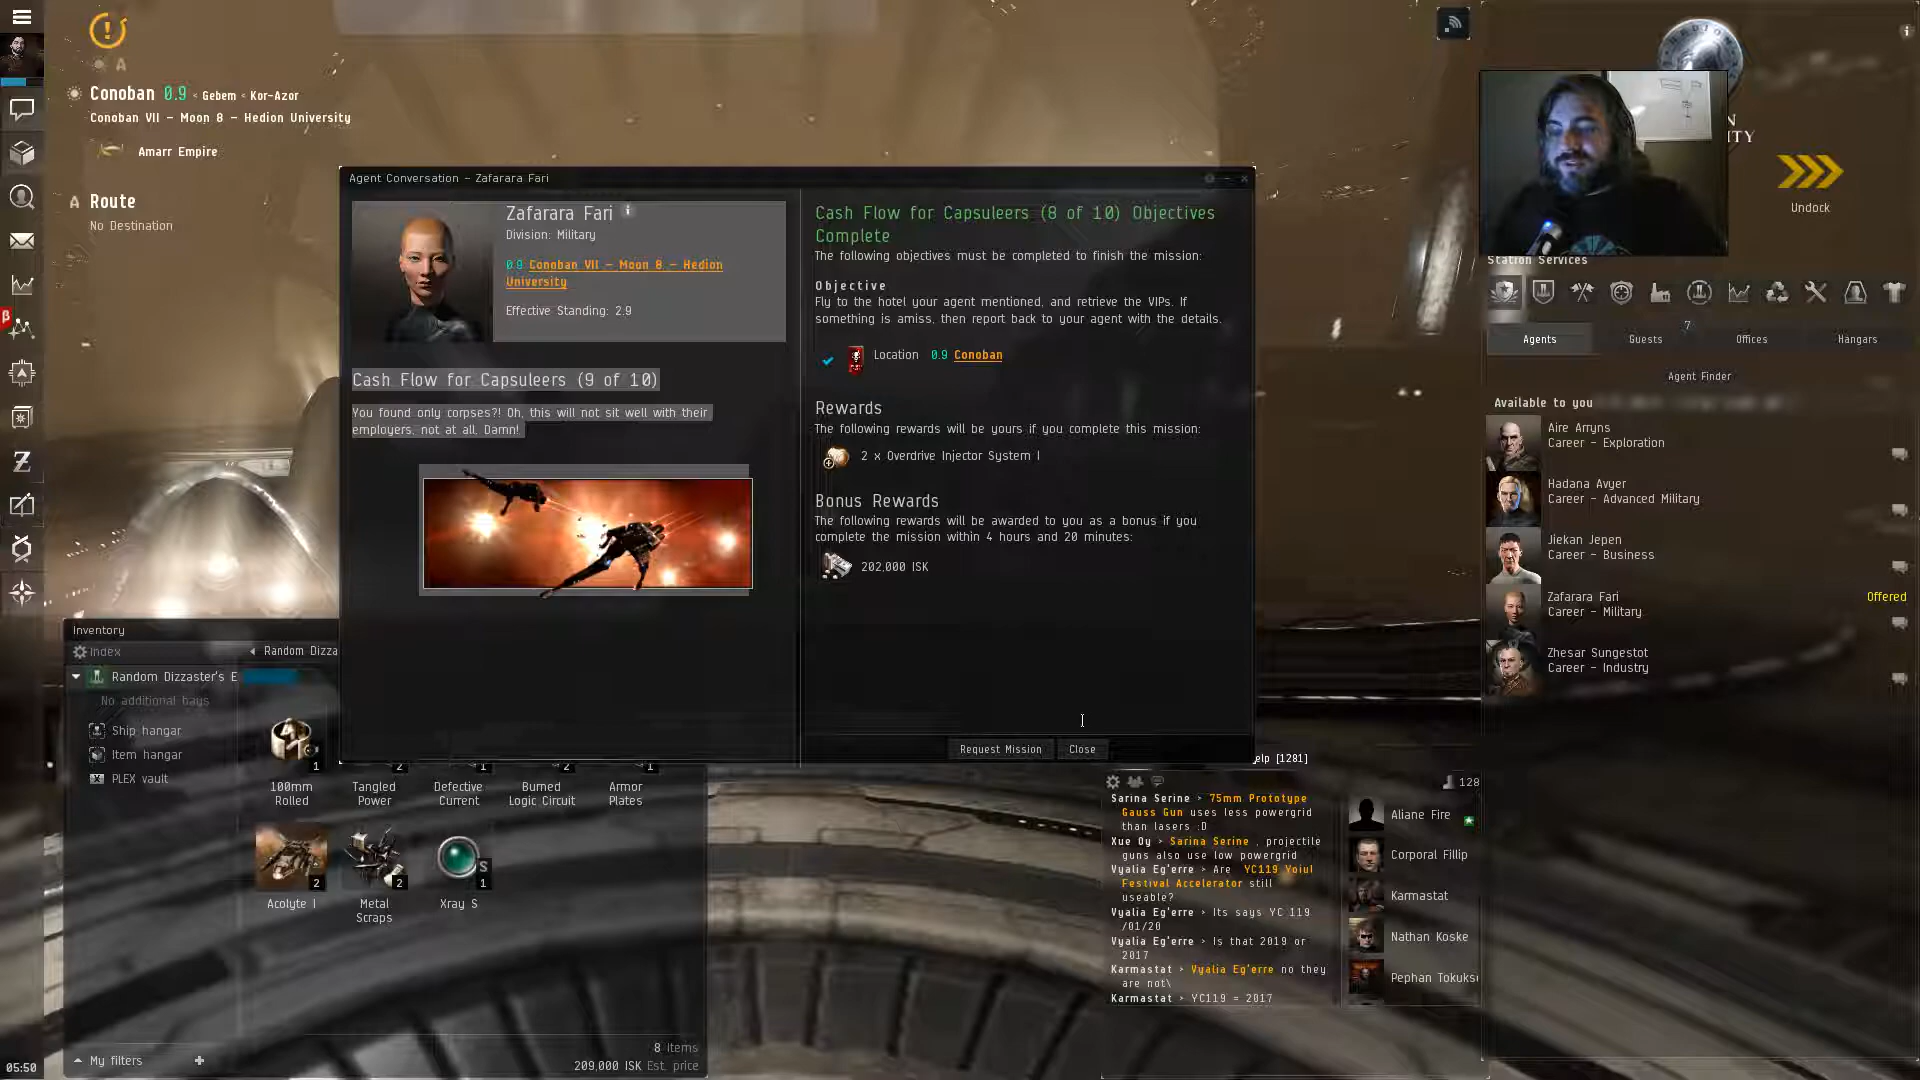 Conoban 0.9 < Gebem < Kor-Azor
Conoban VII - Moon 8 - Hedion University
Amarr Empire
A Route
No Destination
Agent Conversation - Zafarara Fari
Zafarara Fari
Division: Military
0.9 Conoban VII - Moon 8 - Hedion
University
Effective Standing: 2.9
Cash Flow for Capsuleers (9 of 10)
You found only corpses?! Oh, this will not sit well with their
employers, not at all. Damn!
Cash Flow for Capsuleers (8 of 10) Objectives
Complete
The following objectives must be completed to finish the mission:
Objective
Fly to the hotel your agent mentioned, and retrieve the VIPs. If
something is amiss, then report back to your agent with the details.
Location 0.9 Conoban
Rewards
The following rewards will be yours if you complete this mission:
2 x Overdrive Injector System I
Bonus Rewards
The following rewards will be awarded to you as a bonus if you
complete the mission within 4 hours and 20 minutes:
202,000 ISK
Request Mission
Close
Undock
Station Services
7
Agents
Guests
Offices
Hangars
Agent Finder
Available to you
Aire Arryns
Career - Exploration
Hadana Avyer
Career - Advanced Military
Jiekan Jepen
Career - Business
Zafarara Fari
Career - Military
Offered
Zhesar Sungestot
Career - Industry
Inventory
Index
Random Dizza
Random Dizzaster's E
No additional bays
Ship hangar
Item hangar
PLEX vault
1
2
1
2
1
100mm
Rolled
Tangled
Power
Defective
Current
Burned
Logic Circuit
Armor
Plates
2
2
S
1
Acolyte I
Metal
Scraps
Xray S
My filters
8 Items
209,000 ISK Est. price
05:50
elp [1281]
128
Sarina Serine > 75mm Prototype
Gauss Gun uses less powergrid
than lasers :D
Xue Oy > Sarina Serine , projectile
guns also use low powergrid
Vyalia Eg'erre > Are YC119 Yoiul
Festival Accelerator still
useable?
Vyalia Eg'erre > Its says YC 119
/01/20
Vyalia Eg'erre > Is that 2019 or
2017
Karmastat > Vyalia Eg'erre no they
are not\
Karmastat > YC119 = 2017
Aliane Fire
Corporal Fillip
Karmastat
Nathan Koske
Pephan Tokuks